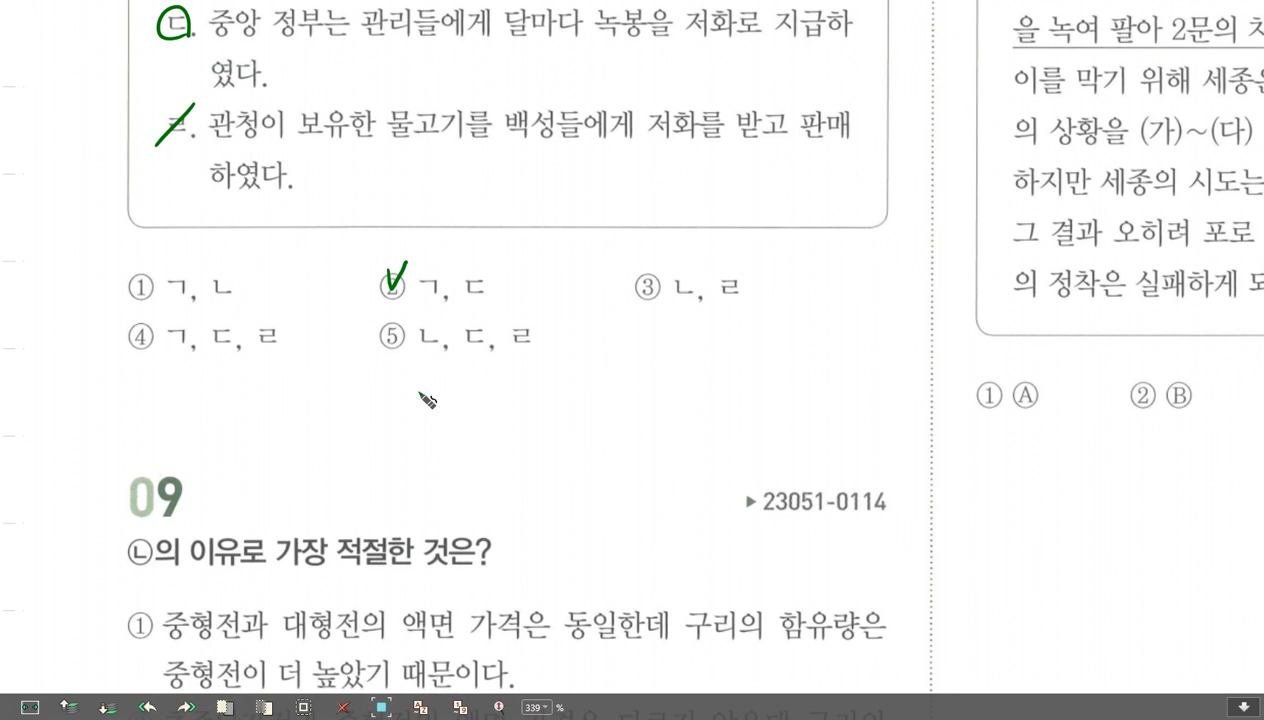 ㄷ. 중앙 정부는 관리들에게 달마다 녹봉을 저화로 지급하
였다.
ㄹ. 관청이 보유한 물고기를 백성들에게 저화를 받고 판매
하였다.
① ㄱ, ㄴ ② ㄱ, ㄷ ③ ㄴ, ㄹ
④ ㄱ, ㄷ, ㄹ ⑤ ㄴ, ㄷ, ㄹ
09
▶ 23051-0114
㉡의 이유로 가장 적절한 것은?
① 중형전과 대형전의 액면 가격은 동일한데 구리의 함유량은
중형전이 더 높았기 때문이다.
을 녹여 팔아 2문의
이를 막기 위해 세종은
의 상황을 (가)~(다)
하지만 세종의 시도는
그 결과 오히려 포로
의 정착은 실패하게 되
① Ⓐ ② Ⓑ
339 %